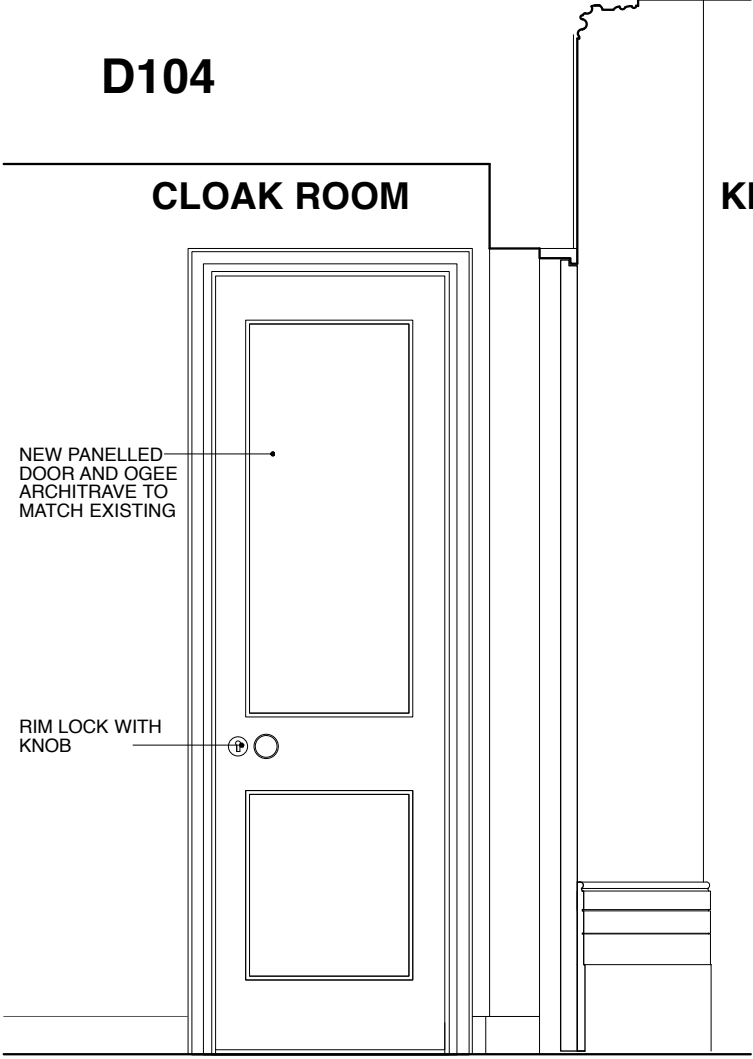 D104
CLOAK ROOM
NEW PANELLED
DOOR AND OGEE
ARCHITRAVE TO
MATCH EXISTING
RIM LOCK WITH
KNOB